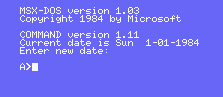 MSX-DOS version 1.03
Copyright 1984 by Microsoft
COMMAND version 1.11
Current date is Sun  1-01-1984
Enter new date:
A>